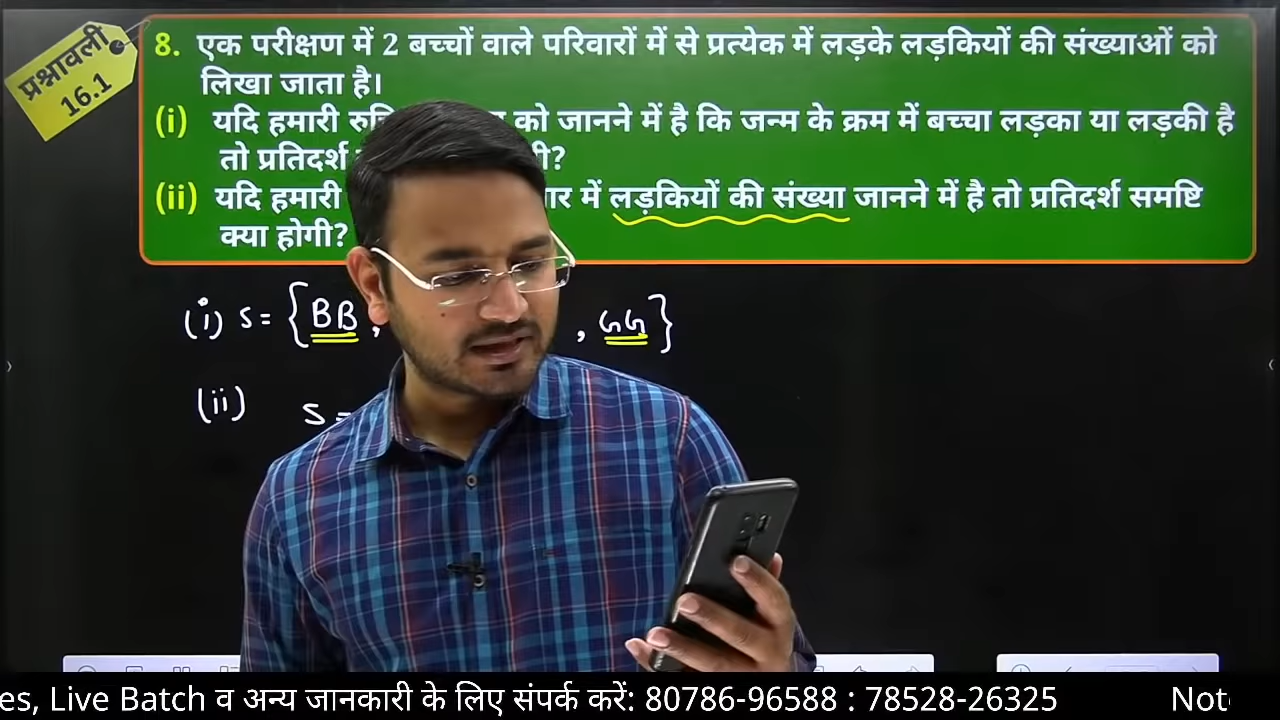 प्रश्नावली
16.1
8. एक परीक्षण में 2 बच्चों वाले परिवारों में से प्रत्येक में लड़के लड़कियों की संख्याओं को
लिखा जाता है।
(i) यदि हमारी को जानने में है कि जन्म के क्रम में बच्चा लड़का या लड़की है
तो प्रतिदर्श
(ii) यदि हमारी में लड़कियों की संख्या जानने में है तो प्रतिदर्श समष्टि
क्या होगी?
(i) S = {BB, , GG}
(ii) S =
Live Batch व अन्य जानकारी के लिए संपर्क करें: 80786-96588 : 78528-26325